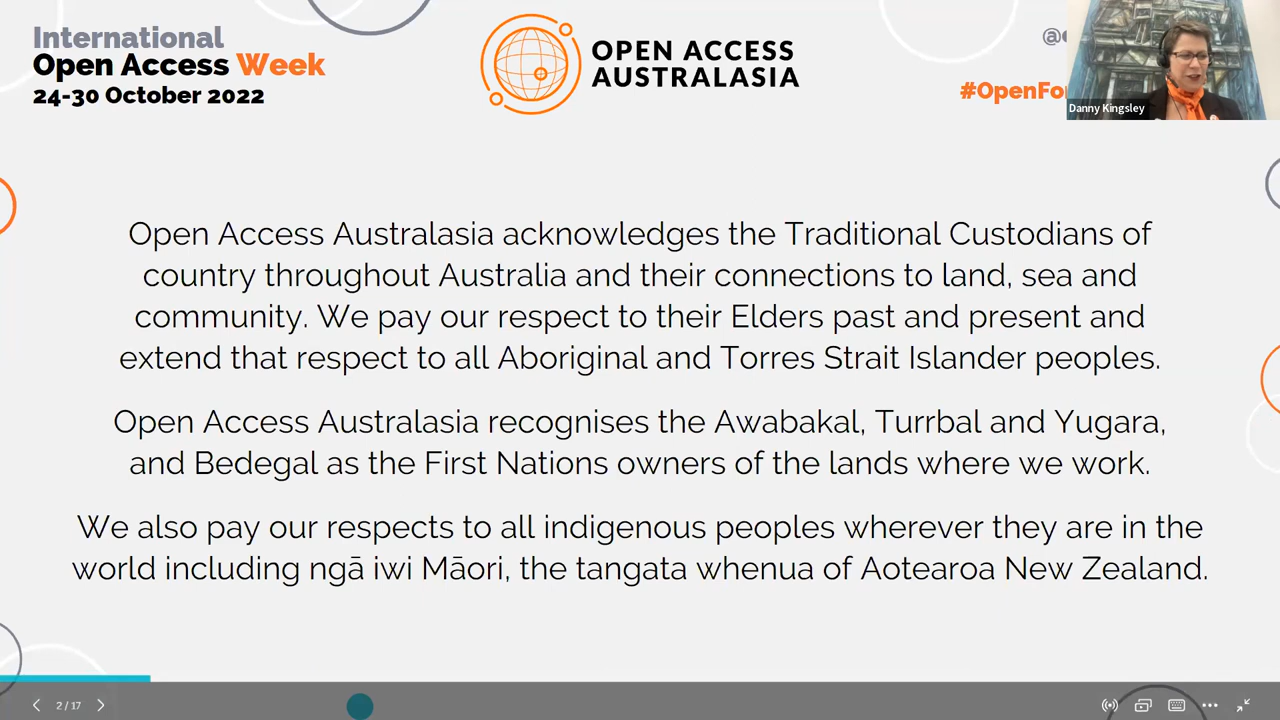 International
Open Access Week
24-30 October 2022
OPEN ACCESS
AUSTRALASIA
#OpenFor
Danny Kingsley
Open Access Australasia acknowledges the Traditional Custodians of
country throughout Australia and their connections to land, sea and
community. We pay our respect to their Elders past and present and
extend that respect to all Aboriginal and Torres Strait Islander peoples.
Open Access Australasia recognises the Awabakal, Turrbal and Yugara,
and Bedegal as the First Nations owners of the lands where we work.
We also pay our respects to all indigenous peoples wherever they are in the
world including ngā iwi Māori, the tangata whenua of Aotearoa New Zealand.
2 / 17